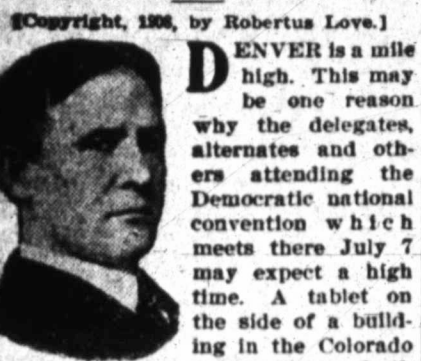 [Copyright, 1908, by Robertus Love.]
DENVER is a mile
high. This may
be one reason
why the delegates,
alternates and oth-
ers attending the
Democratic national
convention which
meets there July 7
may expect a high
time. A tablet on
the side of a build-
ing in the Colorado